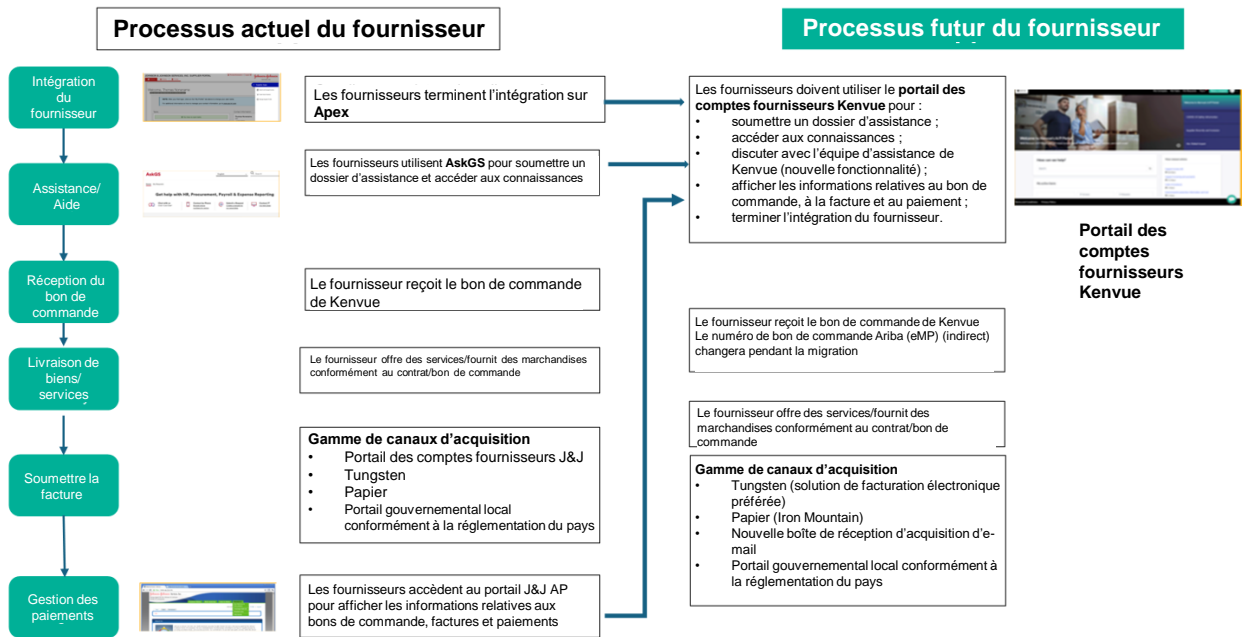 Processus actuel du fournisseur
Processus futur du fournisseur
Intégration
du
fournisseur
Les fournisseurs terminent l'intégration sur
Apex
Assistance/
Aide
AskGS
Get help with HR, Procurement, Payroll & Expense Reporting
Les fournisseurs utilisent AskGS pour soumettre un
dossier d'assistance et accéder aux connaissances
Réception du
bon de
commande
Le fournisseur reçoit le bon de commande
de Kenvue
Livraison de
biens/
services
Le fournisseur offre des services/fournit des marchandises
conformément au contrat/bon de commande
Soumettre la
facture
Gamme de canaux d'acquisition
• Portail des comptes fournisseurs J&J
• Tungsten
• Papier
• Portail gouvernemental local
conformément à la réglementation du pays
Gestion des
paiements
Les fournisseurs accèdent au portail J&J AP
pour afficher les informations relatives aux
bons de commande, factures et paiements
Les fournisseurs doivent utiliser le portail des
comptes fournisseurs Kenvue pour :
• soumettre un dossier d'assistance ;
• accéder aux connaissances ;
• discuter avec l'équipe d'assistance de
Kenvue (nouvelle fonctionnalité) ;
• afficher les informations relatives au bon de
commande, à la facture et au paiement ;
• terminer l'intégration du fournisseur.
Portail des
comptes
fournisseurs
Kenvue
Le fournisseur reçoit le bon de commande de Kenvue
Le numéro de bon de commande Ariba (eMP) (indirect)
changera pendant la migration
Le fournisseur offre des services/fournit des
marchandises conformément au contrat/bon de
commande
Gamme de canaux d'acquisition
• Tungsten (solution de facturation électronique
préférée)
• Papier (Iron Mountain)
• Nouvelle boîte de réception d'acquisition d'e-
mail
• Portail gouvernemental local conformément à
la réglementation du pays